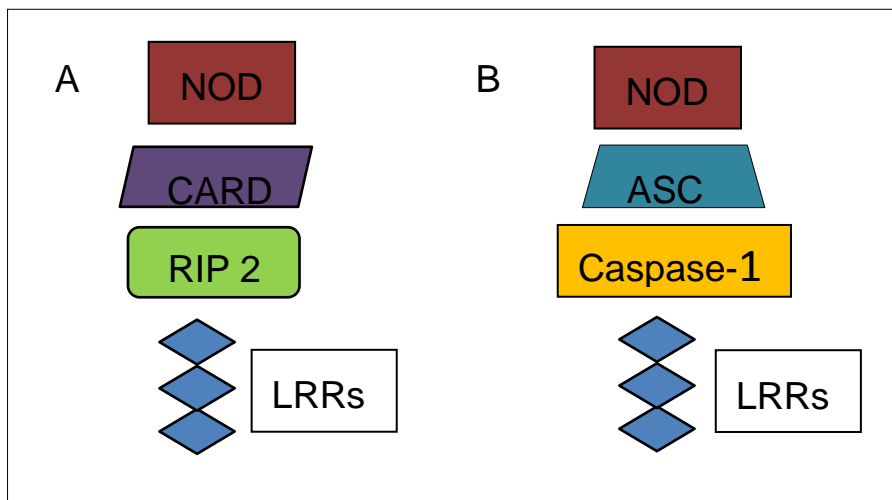 A
NOD
CARD
RIP 2
LRRs
B
NOD
ASC
Caspase-1
LRRs